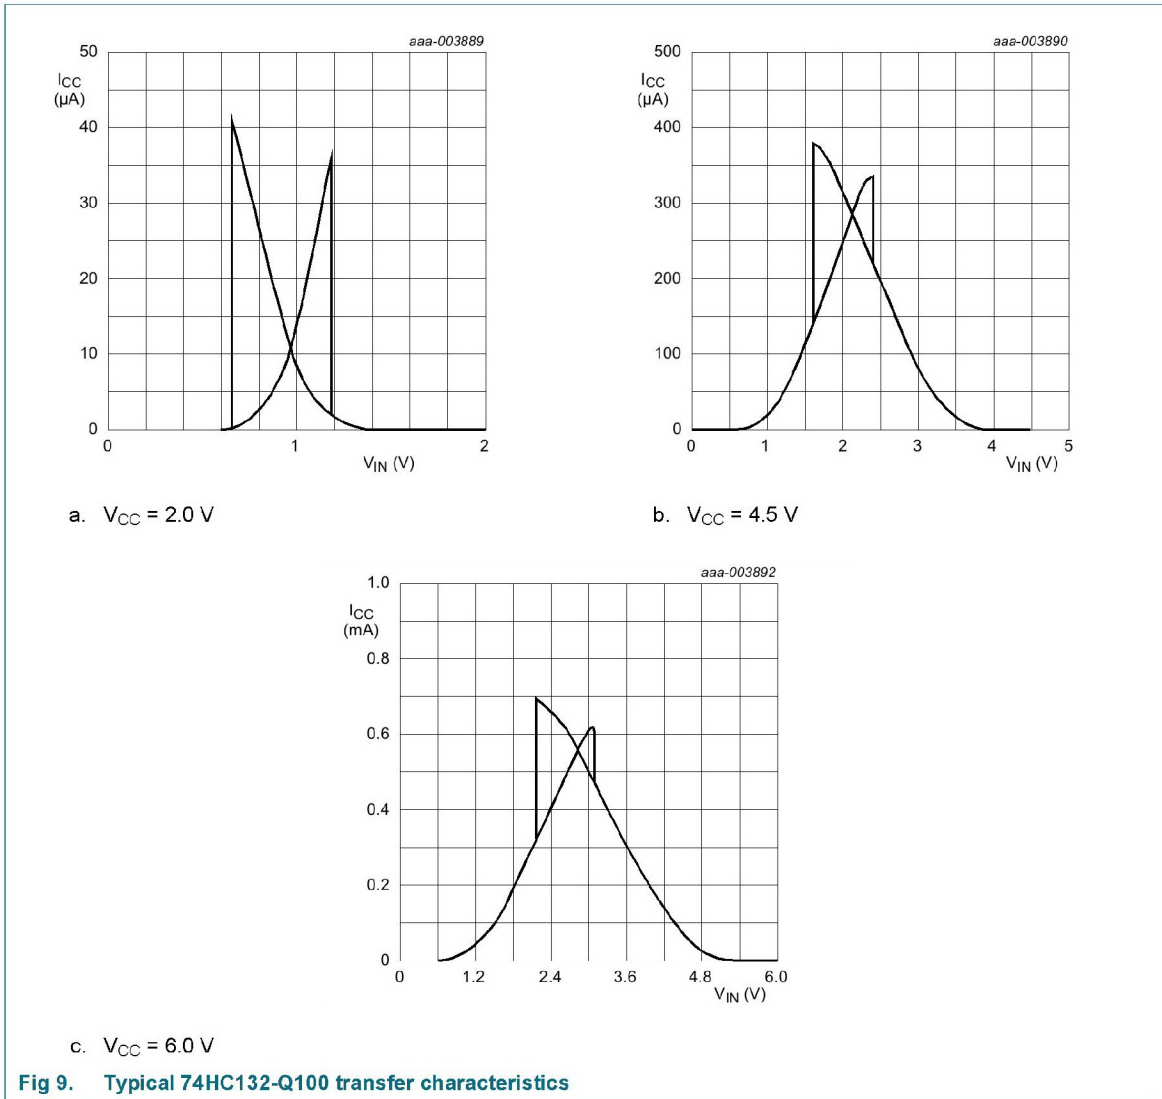 aaa-003889
50
ICC
(μA)
40
30
20
10
0
0 1 2
VIN (V)
a. VCC = 2.0 V
aaa-003890
500
ICC
(μA)
400
300
200
100
0
0 1 2 3 4 5
VIN (V)
b. VCC = 4.5 V
aaa-003892
1.0
ICC
(mA)
0.8
0.6
0.4
0.2
0
0 1.2 2.4 3.6 4.8 6.0
VIN (V)
c. VCC = 6.0 V
Fig 9. Typical 74HC132-Q100 transfer characteristics